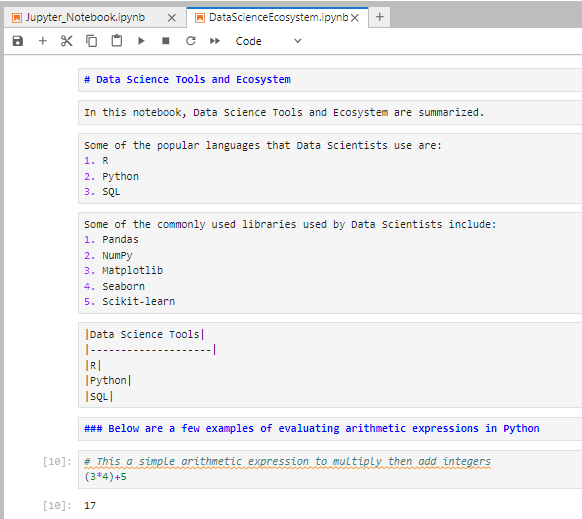 Jupyter_Notebook.ipynb
DataScienceEcosystem.ipynb
Code
# Data Science Tools and Ecosystem
In this notebook, Data Science Tools and Ecosystem are summarized.
Some of the popular languages that Data Scientists use are:
1. R
2. Python
3. SQL
Some of the commonly used libraries used by Data Scientists include:
1. Pandas
2. NumPy
3. Matplotlib
4. Seaborn
5. Scikit-learn
|Data Science Tools|
|--------------------|
|R|
|Python|
|SQL|
### Below are a few examples of evaluating arithmetic expressions in Python
[10]: # This a simple arithmetic expression to multiply then add integers
(3*4)+5
[10]: 17